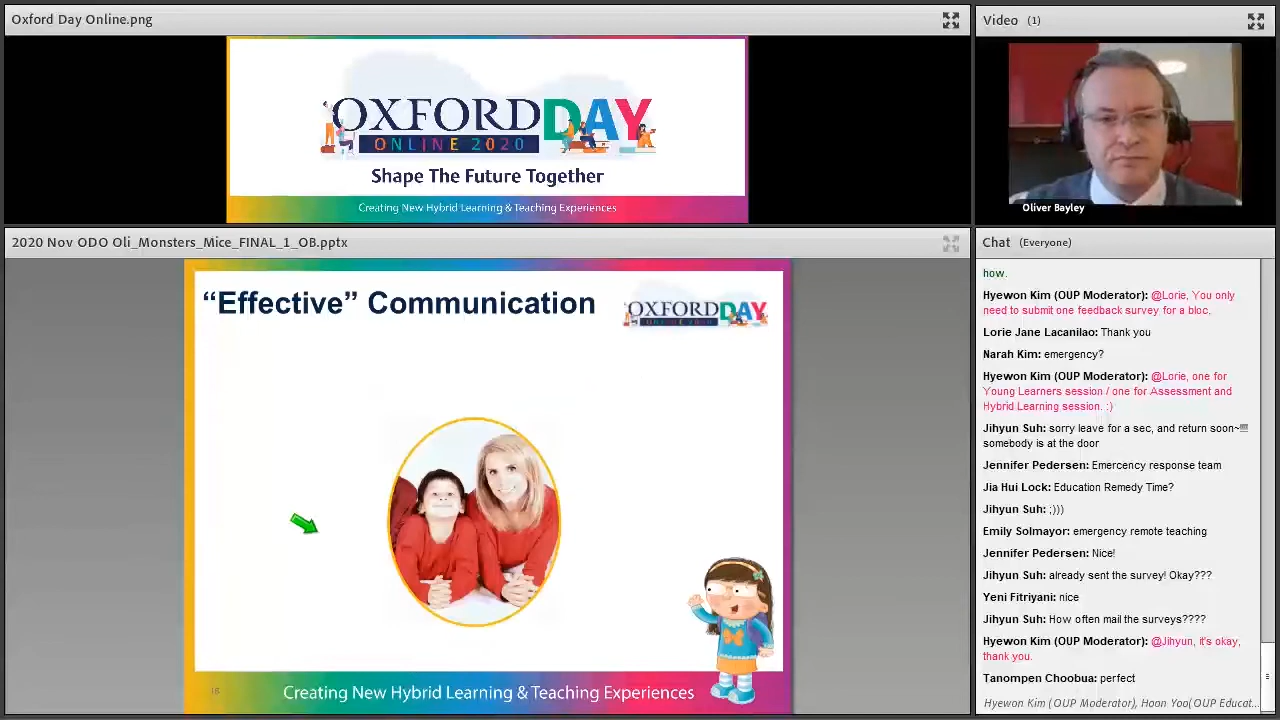 Oxford Day Online.png
OXFORD DAY
ONLINE 2020
Shape The Future Together
Creating New Hybrid Learning & Teaching Experiences
Video (1)
Oliver Bayley
2020 Nov ODO Oli_Monsters_Mice_FINAL_1_OB.pptx
“Effective” Communication
OXFORD DAY
ONLINE 2020
16
Creating New Hybrid Learning & Teaching Experiences
Chat (Everyone)
how.
Hyewon Kim (OUP Moderator): @Lorie, You only
need to submit one feedback survey for a bloc.
Lorie Jane Lacanilao: Thank you
Narah Kim: emergency?
Hyewon Kim (OUP Moderator): @Lorie, one for
Young Learners session / one for Assessment and
Hybrid Learning session. :)
Jihyun Suh: sorry leave for a sec, and return soon~!!!!
somebody is at the door
Jennifer Pedersen: Emercency response team
Jia Hui Lock: Education Remedy Time?
Jihyun Suh: ;)))
Emily Solmayor: emergency remote teaching
Jennifer Pedersen: Nice!
Jihyun Suh: already sent the survey! Okay???
Yeni Fitriyani: nice
Jihyun Suh: How often mail the surveys????
Hyewon Kim (OUP Moderator): @Jihyun, it's okay,
thank you.
Tanompen Choobua: perfect
Hyewon Kim (OUP Moderator), Hoon Yoo(OUP Educat...